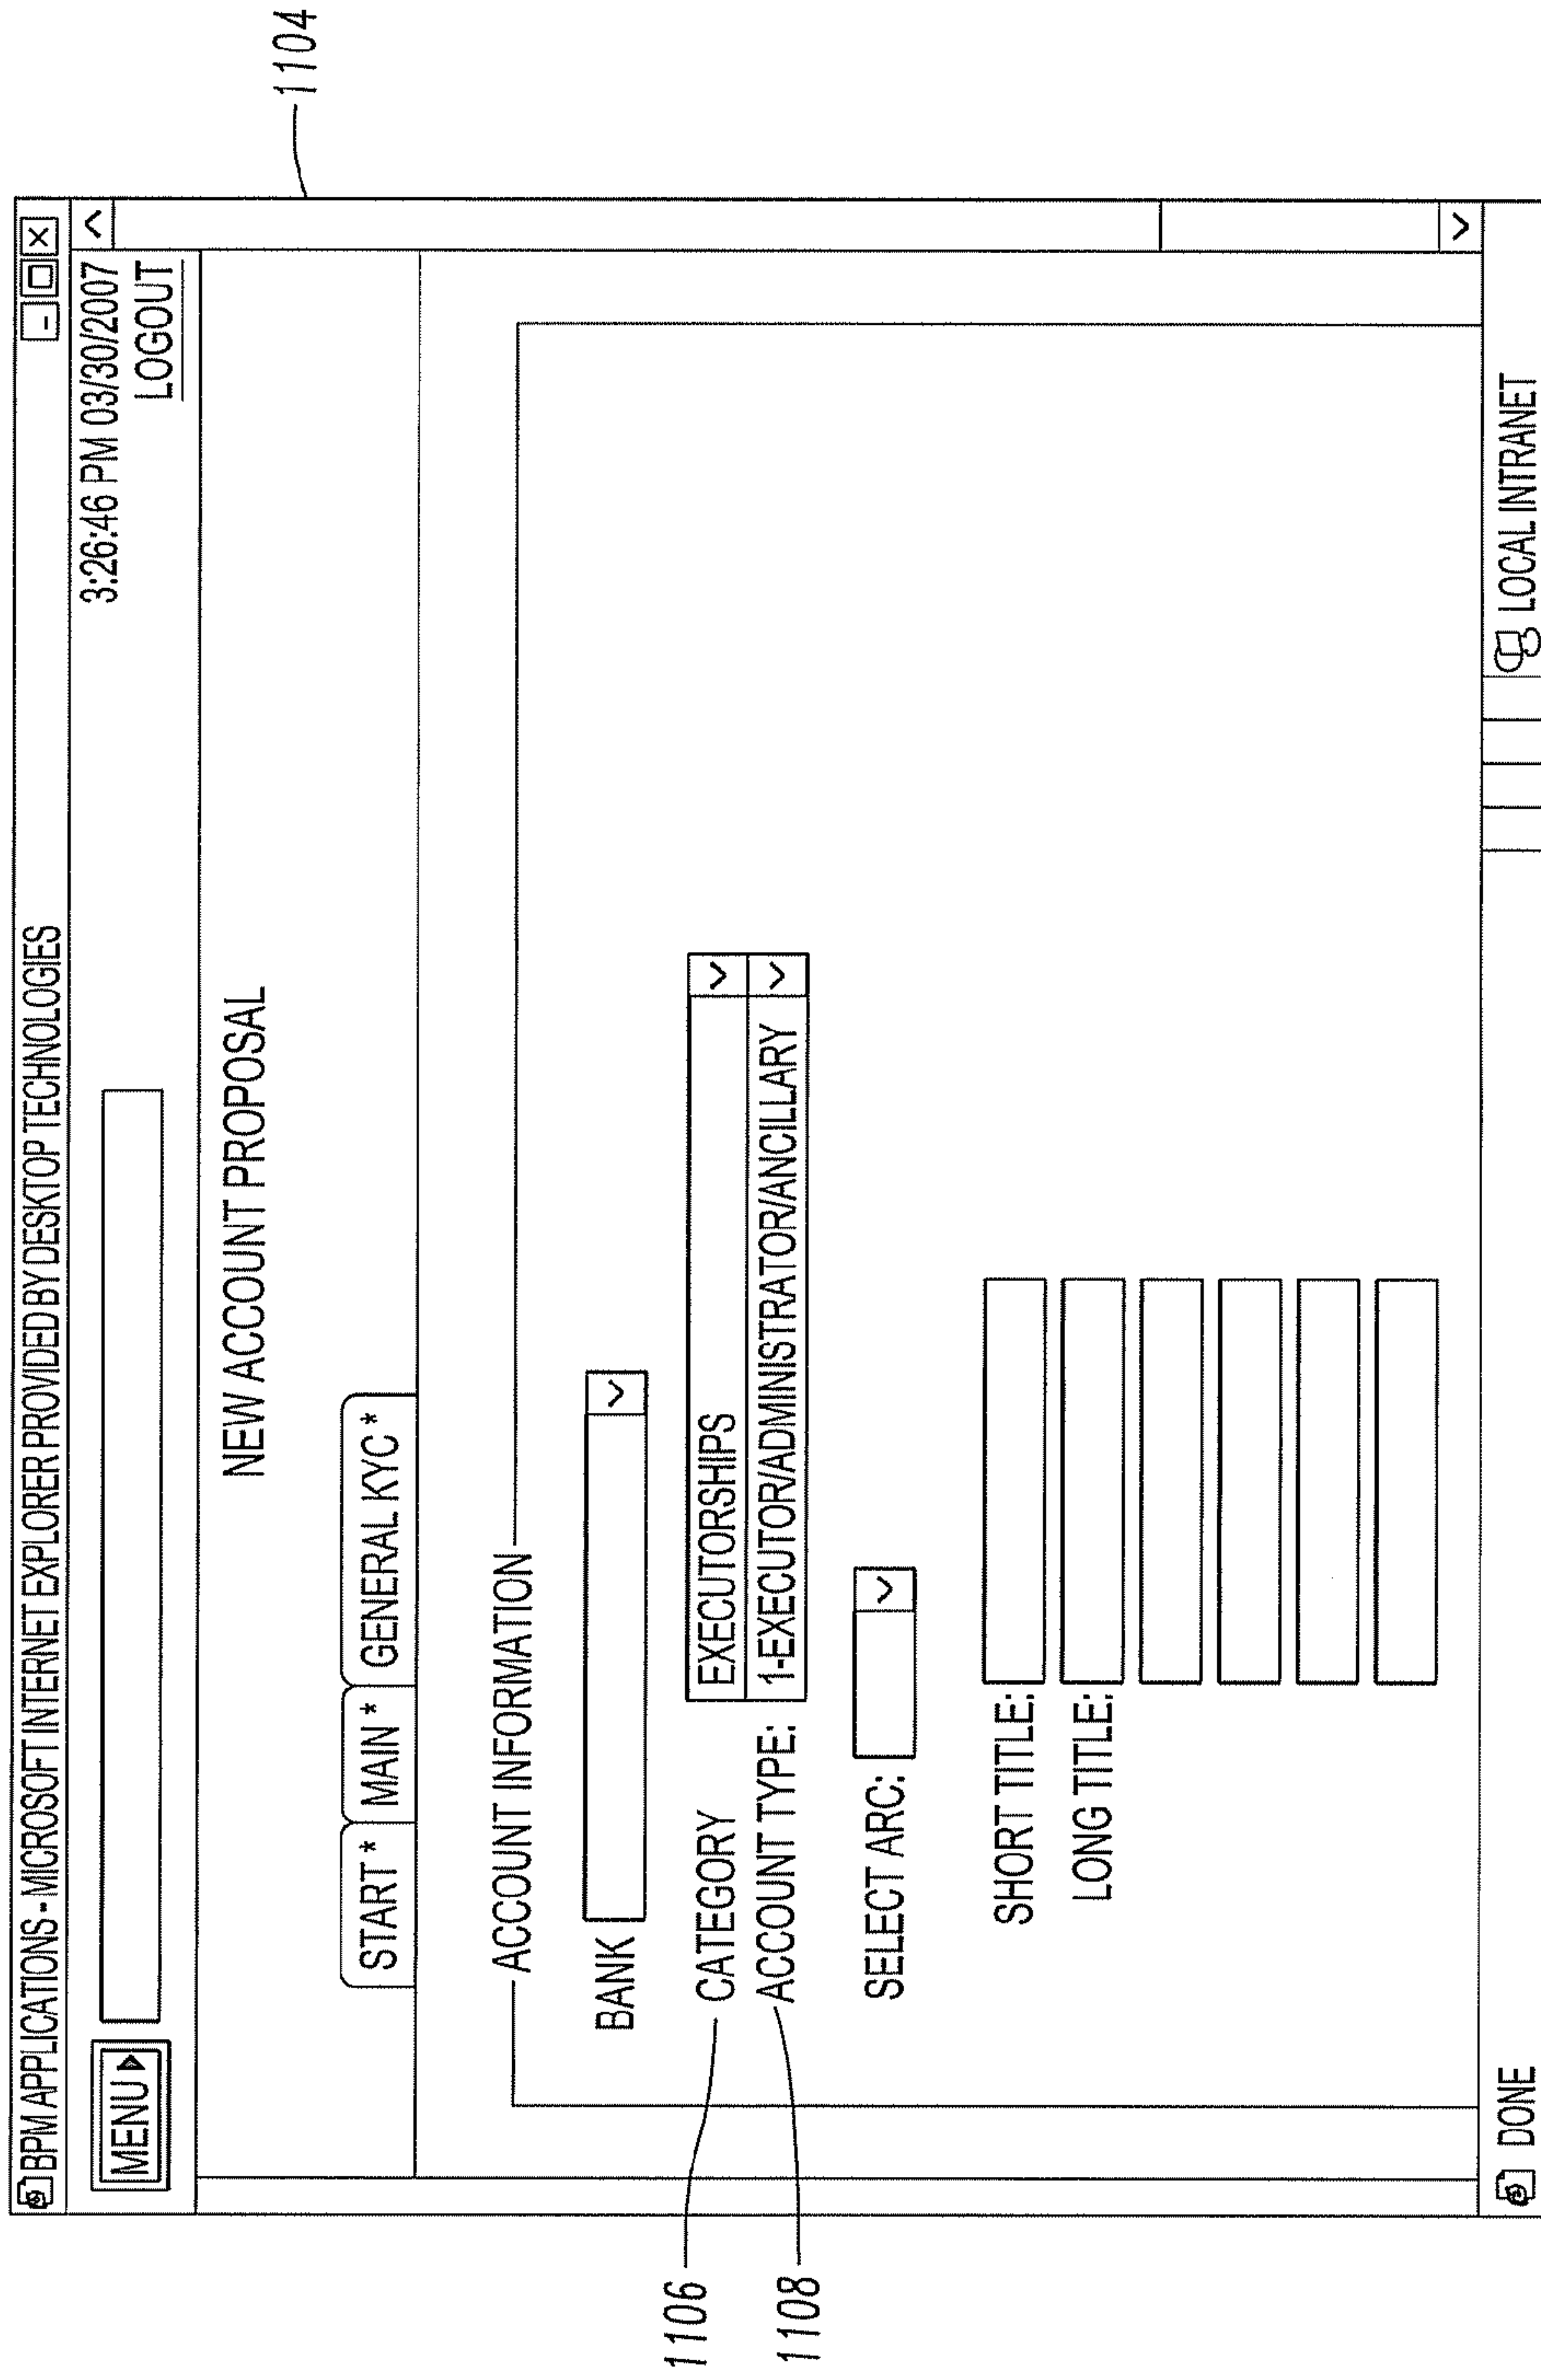 BPM APPLICATIONS - MICROSOFT INTERNET EXPLORER PROVIDED BY DESKTOP TECHNOLOGIES
MENU
3:26:46 PM 03/30/2007
LOGOUT
NEW ACCOUNT PROPOSAL
1104
START * MAIN * GENERAL KYC *
ACCOUNT INFORMATION
BANK
1106 CATEGORY EXECUTORSHIPS
1108 ACCOUNT TYPE: 1-EXECUTOR/ADMINISTRATOR/ANCILLARY
SELECT ARC:
SHORT TITLE:
LONG TITLE:
DONE LOCAL INTRANET